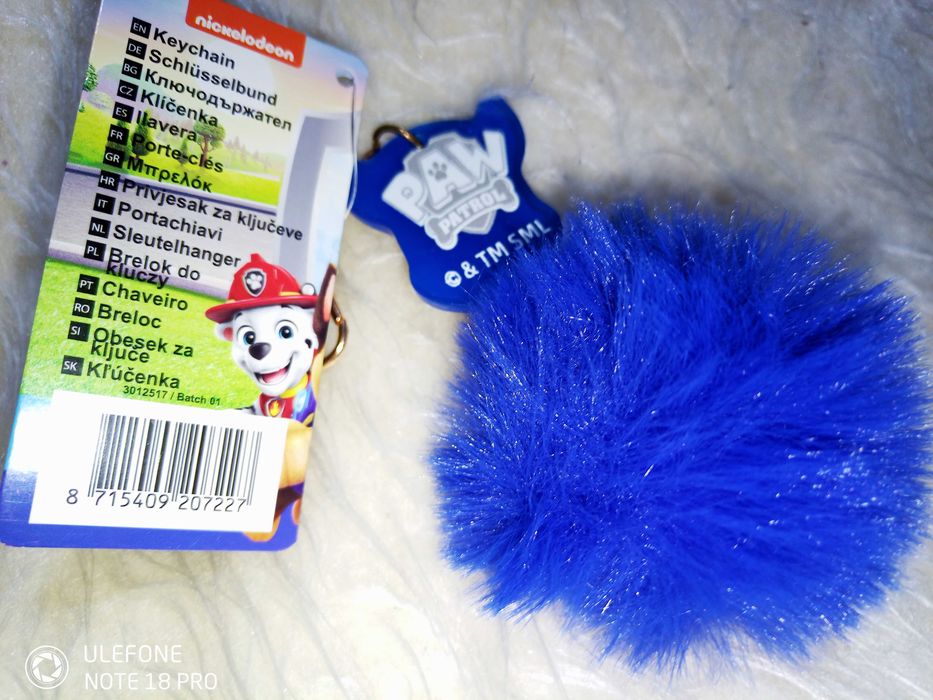 nickelodeon
EN Keychain
DE Schlüsselbund
BG Ключодържател
CZ Klíčenka
ES llavera
FR Porte-clés
GR Μπρελόκ
HR Privjesak za ključeve
IT Portachiavi
NL Sleutelhanger
PL Brelok do
kluczy
PT Chaveiro
RO Breloc
SI Obesek za
ključe
SK Kľúčenka
3012517 / Batch 01
8 715409 207227
PAW
PATROL
© & TM SML
ULEFONE
NOTE 18 PRO